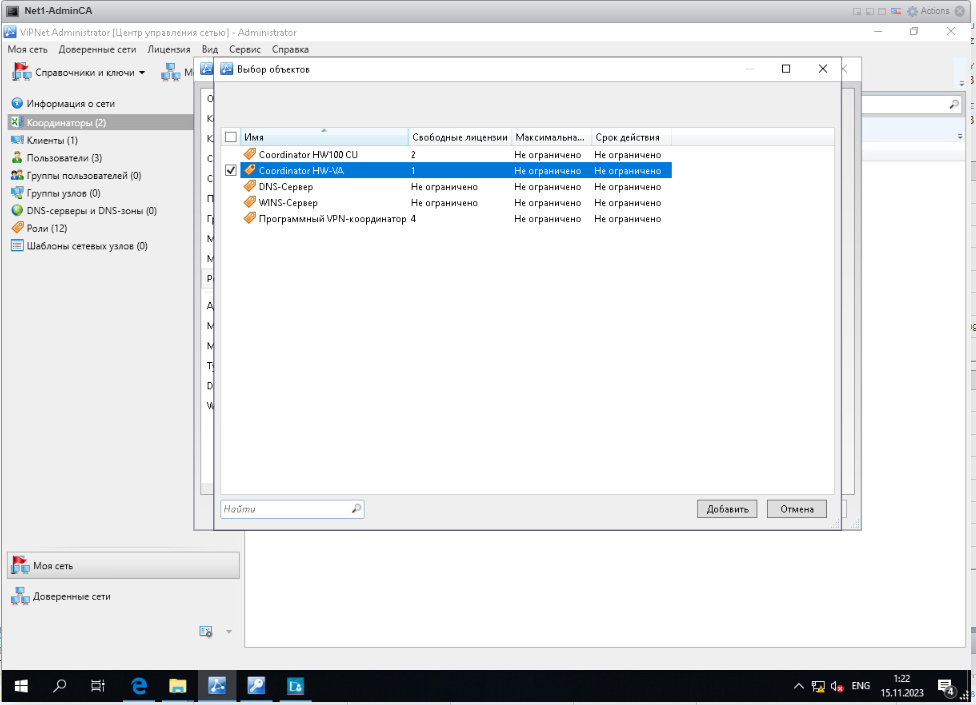 Net1-AdminCA
Actions
ViPNet Administrator [Центр управления сетью] - Administrator
Моя сеть Доверенные сети Лицензия Вид Сервис Справка
Справочники и ключи
Выбор объектов
Информация о сети
Координаторы (2)
Клиенты (1)
Пользователи (3)
Группы пользователей (0)
Группы узлов (0)
DNS-серверы и DNS-зоны (0)
Роли (12)
Шаблоны сетевых узлов (0)
Имя Свободные лицензии Максимальна... Срок действия
Coordinator HW100 CU 2 Не ограничено Не ограничено
Coordinator HW-VA 1 Не ограничено Не ограничено
DNS-Сервер Не ограничено Не ограничено Не ограничено
WINS-Сервер Не ограничено Не ограничено Не ограничено
Программный VPN-координатор 4 Не ограничено Не ограничено
Найти
Добавить Отмена
Моя сеть
Доверенные сети
ENG
1:22
15.11.2023
4